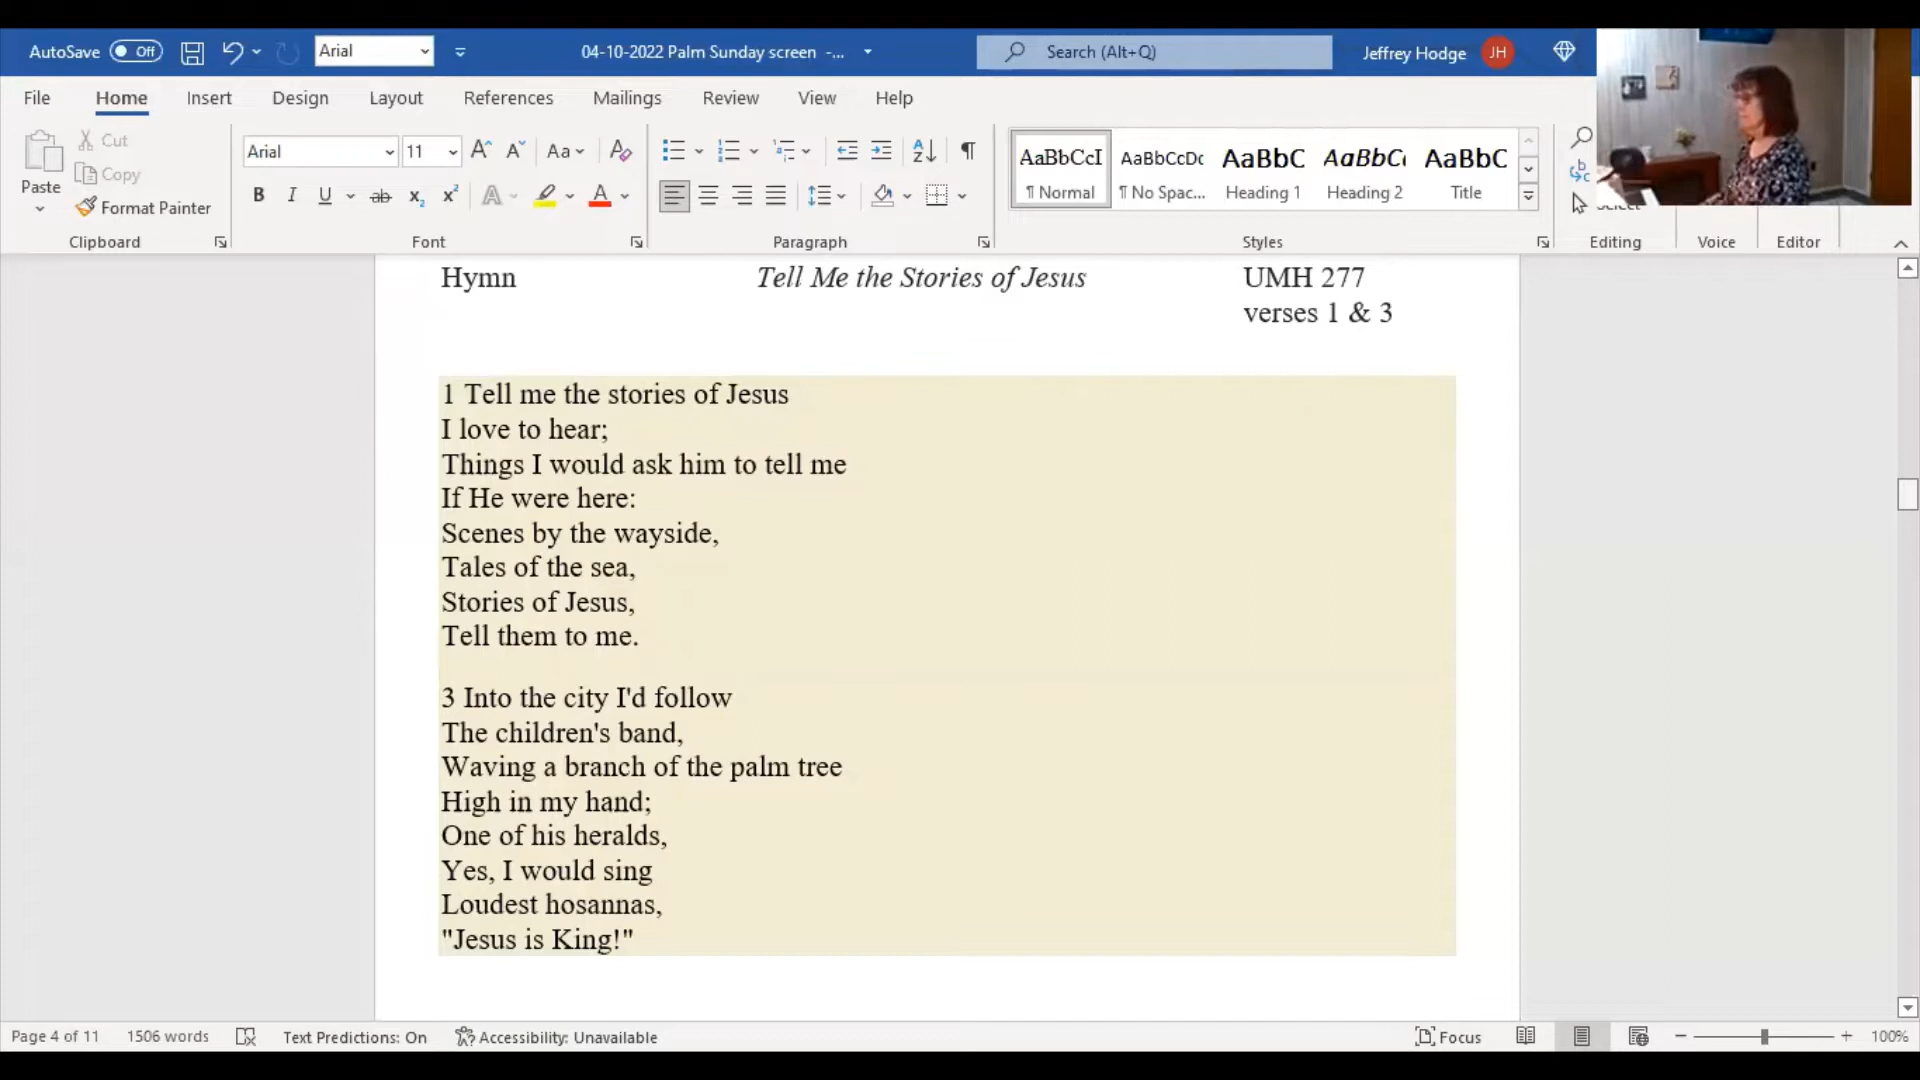 AutoSave Off Arial 04-10-2022 Palm Sunday screen -... Search (Alt+Q) Jeffrey Hodge JH
File Home Insert Design Layout References Mailings Review View Help
Paste Cut Copy Format Painter
Arial 11 Aa
AaBbCcI AaBbCcDc AaBbC AaBbC AaBbC
¶ Normal ¶ No Spac... Heading 1 Heading 2 Title
Clipboard Font Paragraph Styles Editing Voice Editor
Hymn Tell Me the Stories of Jesus UMH 277
verses 1 & 3
1 Tell me the stories of Jesus
I love to hear;
Things I would ask him to tell me
If He were here:
Scenes by the wayside,
Tales of the sea,
Stories of Jesus,
Tell them to me.
3 Into the city I'd follow
The children's band,
Waving a branch of the palm tree
High in my hand;
One of his heralds,
Yes, I would sing
Loudest hosannas,
"Jesus is King!"
Page 4 of 11 1506 words Text Predictions: On Accessibility: Unavailable Focus 100%